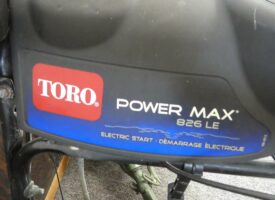 TORO®
POWER MAX®
826 LE
ELECTRIC START · DÉMARRAGE ÉLECTRIQUE